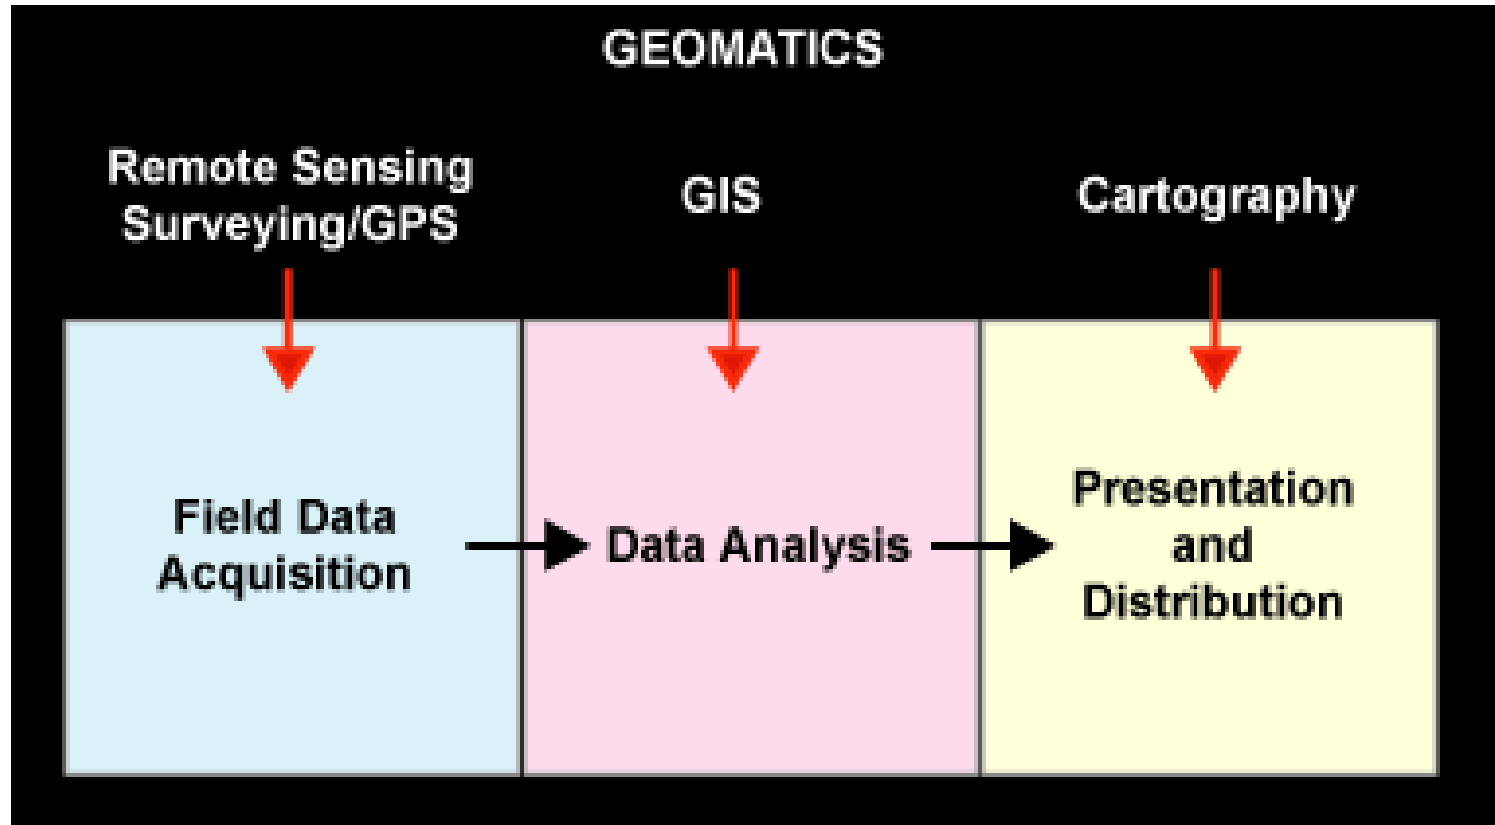 GEOMATICS
Remote Sensing
Surveying/GPS
GIS
Cartography
Field Data
Acquisition
Data Analysis
Presentation
and
Distribution